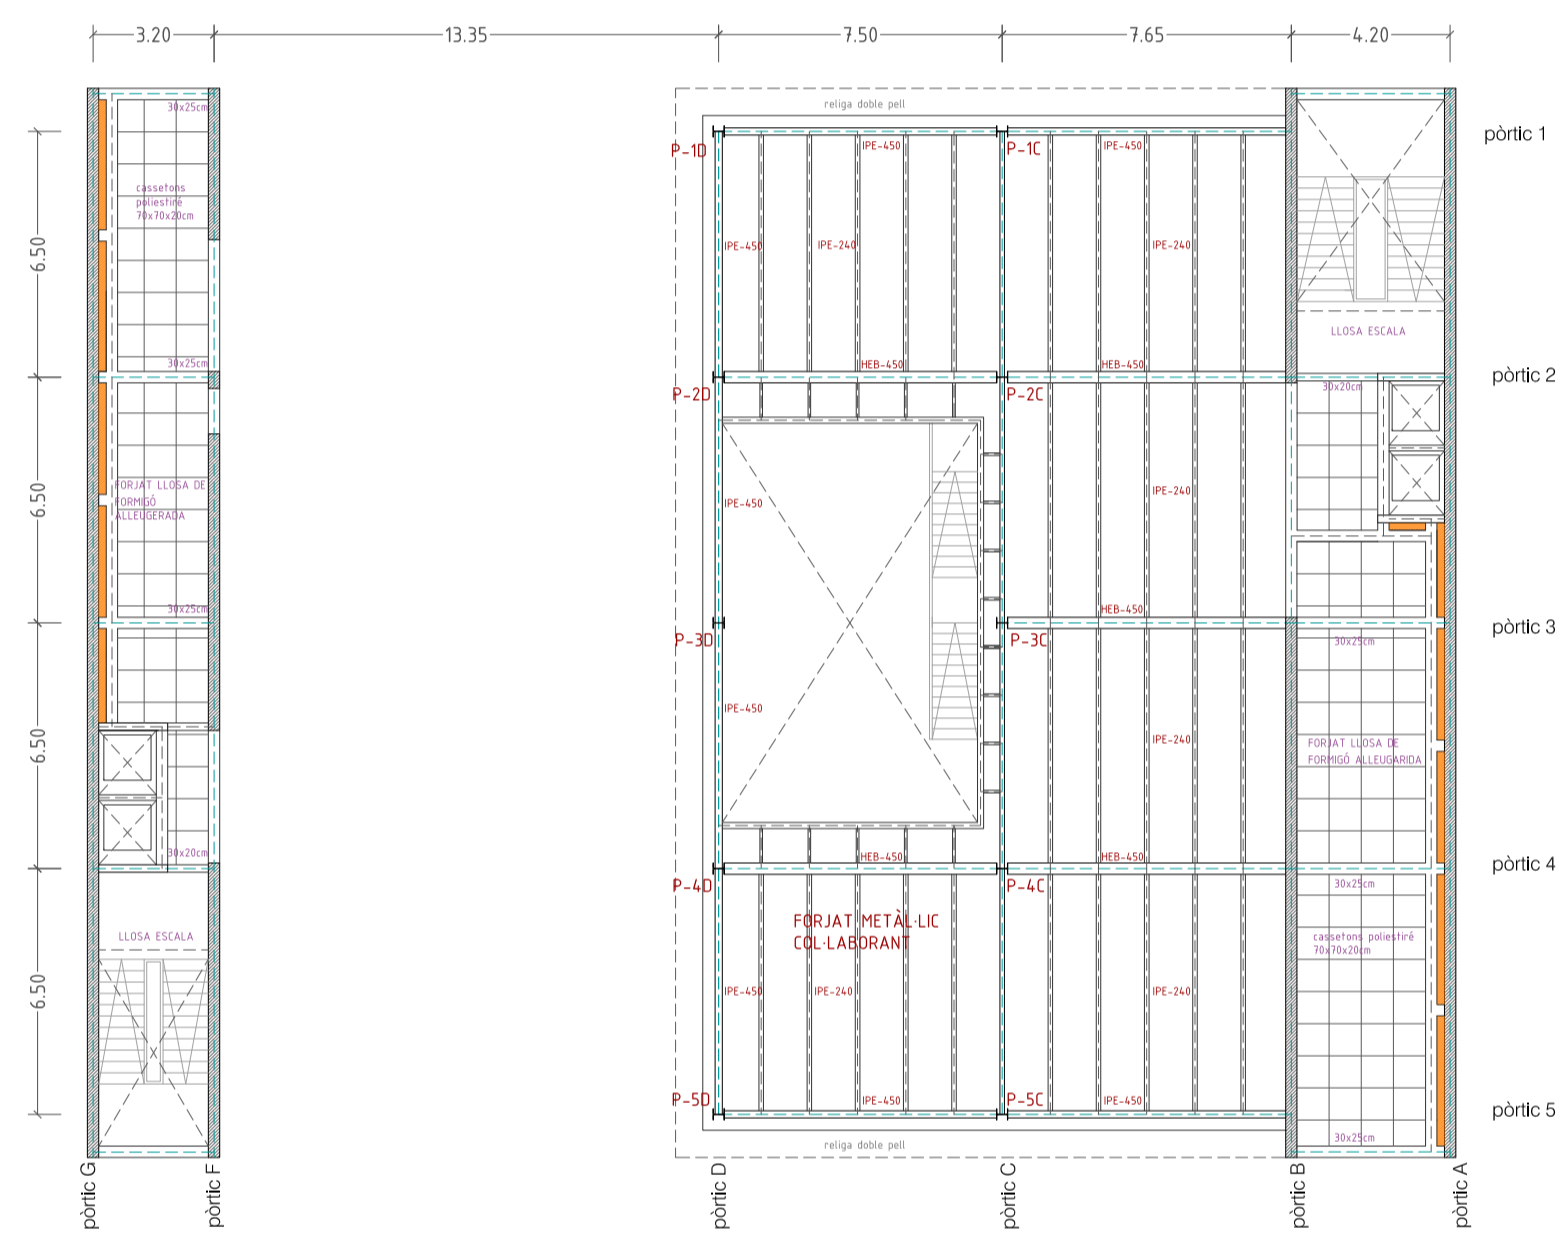 3.20
13.35
7.50
7.65
4.20
religa doble pell
30x25cm
pòrtic 1
P-1D
IPE-450
P-1C
IPE-450
cassetons
poliestiré
70x70x20cm
6.50
IPE-450
IPE-240
IPE-240
LLOSA ESCALA
30x25cm
HEB-450
HEB-450
pòrtic 2
P-2D
P-2C
30x20cm
6.50
FORJAT LLOSA DE
FORMIGÓ
ALLEUGERADA
IPE-450
IPE-240
30x25cm
HEB-450
pòrtic 3
P-3D
P-3C
30x25cm
6.50
IPE-450
IPE-240
FORJAT LLOSA DE
FORMIGÓ ALLEUGARIDA
30x20cm
HEB-450
HEB-450
pòrtic 4
P-4D
P-4C
30x25cm
FORJAT METÀL·LIC
COL·LABORANT
LLOSA ESCALA
cassetons poliestiré
70x70x20cm
6.50
IPE-450
IPE-240
IPE-240
P-5D
IPE-450
P-5C
IPE-450
pòrtic 5
religa doble pell
30x25cm
pòrtic G
pòrtic F
pòrtic D
pòrtic C
pòrtic B
pòrtic A